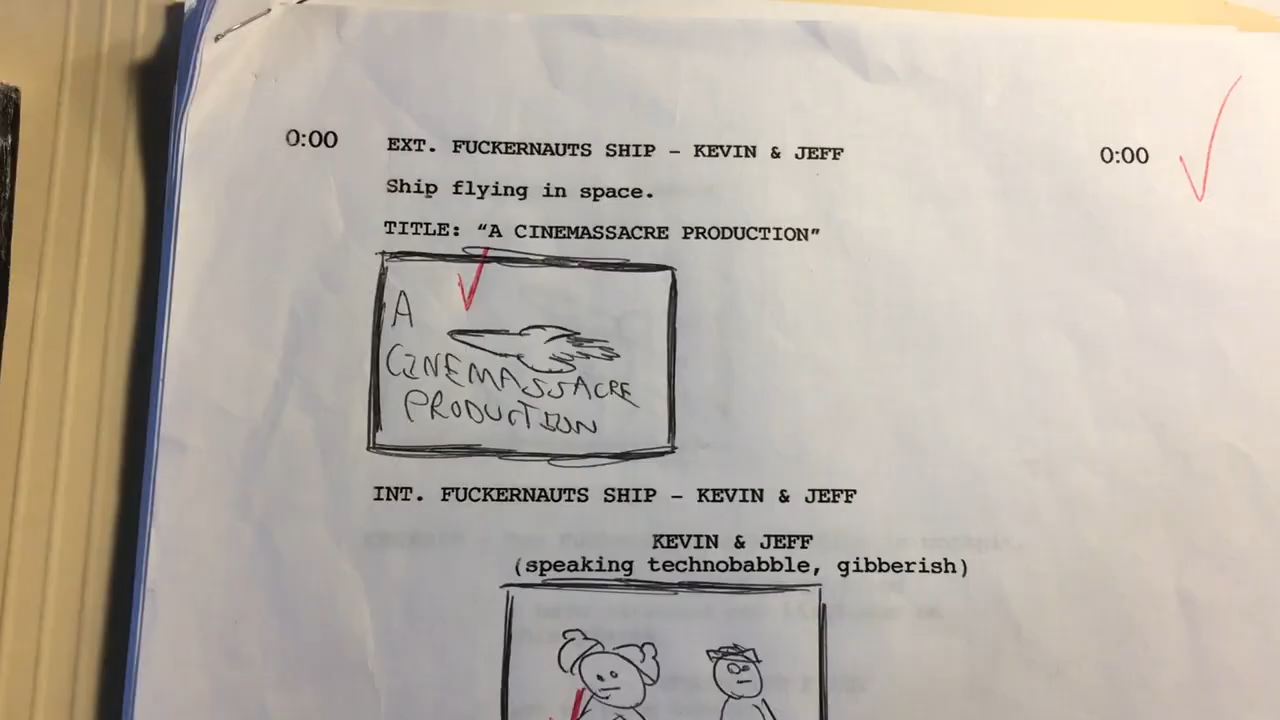 0:00 EXT. FUCKERNAUTS SHIP - KEVIN & JEFF 0:00
Ship flying in space.
TITLE: "A CINEMASSACRE PRODUCTION"
A
CINEMASSACRE
PRODUCTION
INT. FUCKERNAUTS SHIP - KEVIN & JEFF
KEVIN & JEFF
(speaking technobabble, gibberish)